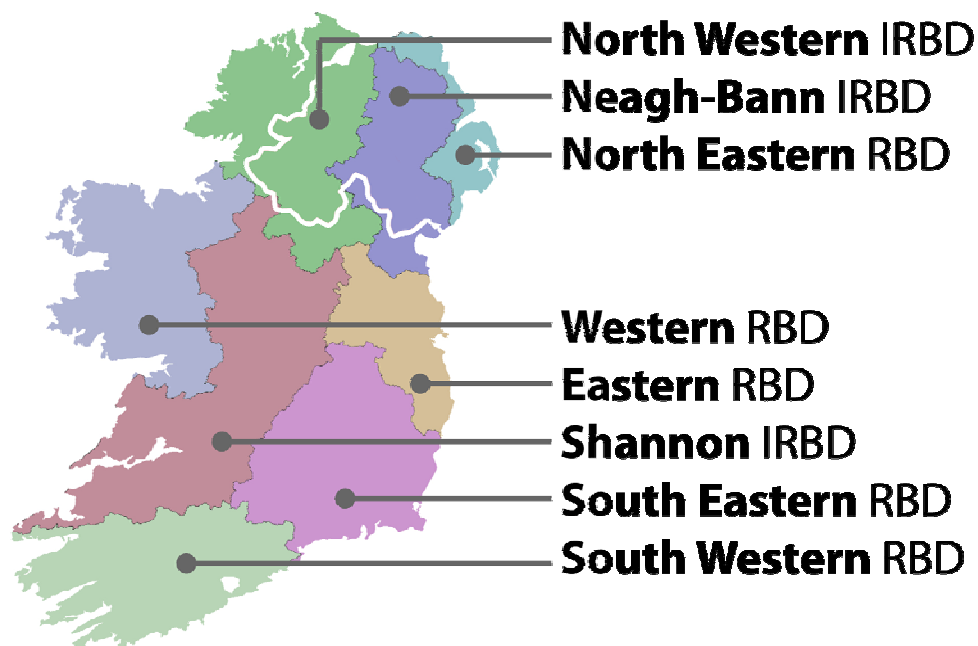 North Western IRBD
Neagh-Bann IRBD
North Eastern RBD
Western RBD
Eastern RBD
Shannon IRBD
South Eastern RBD
South Western RBD